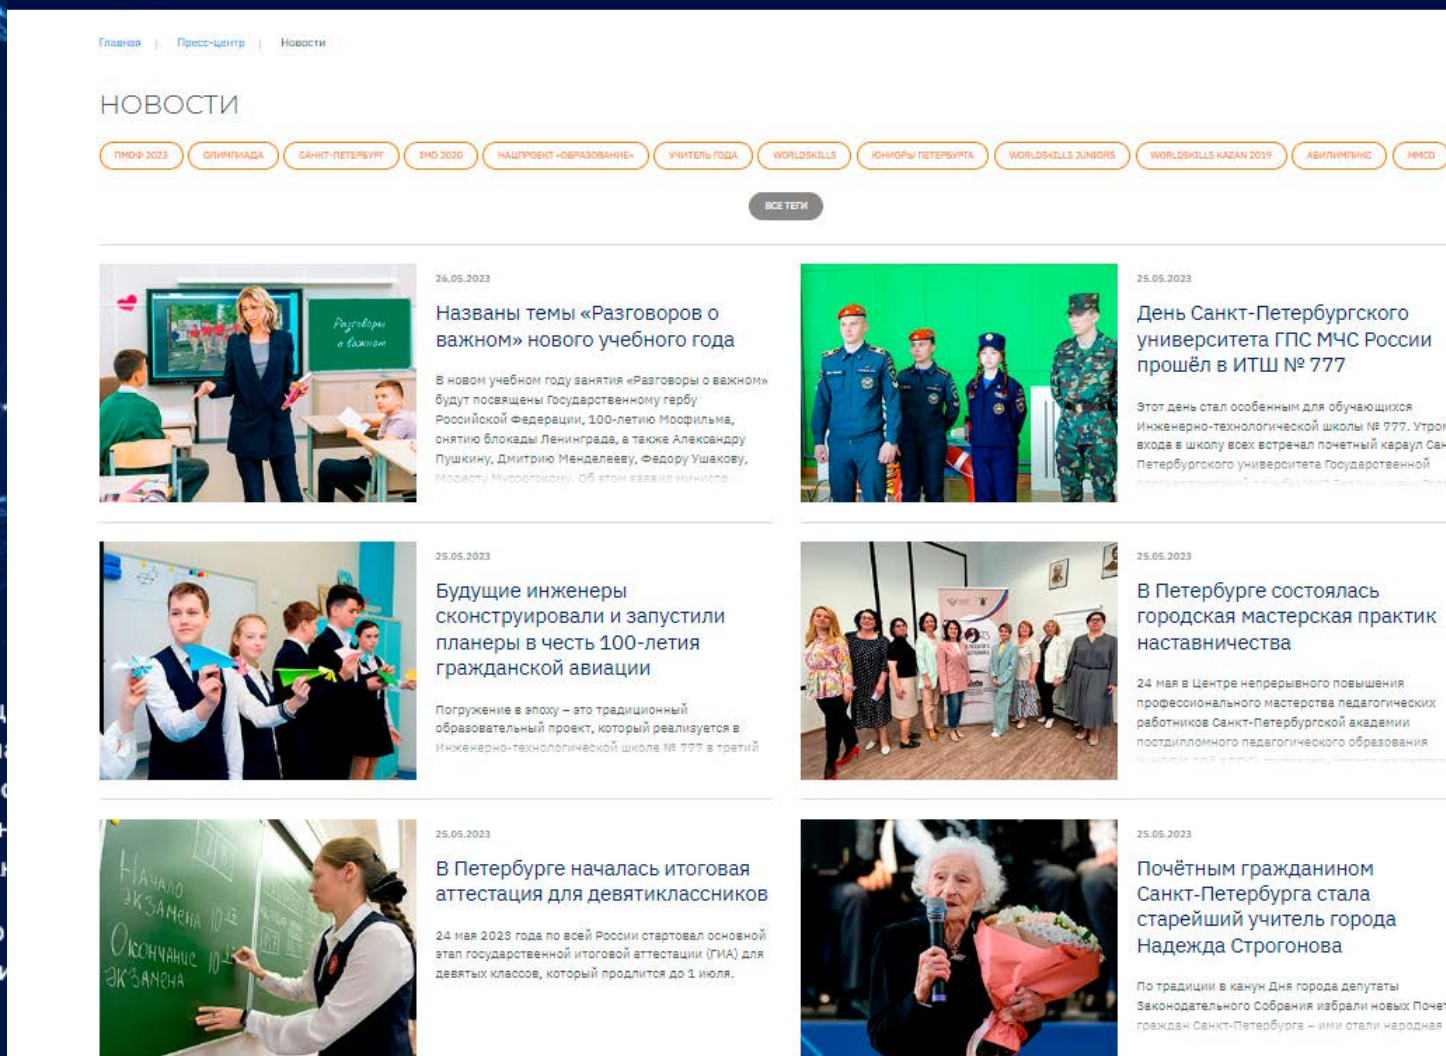 Главная | Пресс-центр | Новости
НОВОСТИ
ПМОФ 2023
ОЛИМПИАДА
САНКТ-ПЕТЕРБУРГ
IMO 2020
НАЦПРОЕКТ «ОБРАЗОВАНИЕ»
УЧИТЕЛЬ ГОДА
WORLDSKILLS
ЮНИОРЫ ПЕТЕРБУРГА
WORLDSKILLS JUNIORS
WORLDSKILLS KAZAN 2019
АБИЛИМПИКС
ММСО
ВСЕ ТЕГИ
Разговоры
о важном
26.05.2023
Названы темы «Разговоров о
важном» нового учебного года
В новом учебном году занятия «Разговоры о важном»
будут посвящены Государственному гербу
Российской Федерации, 100-летию Мосфильма,
снятию блокады Ленинграда, а также Александру
Пушкину, Дмитрию Менделееву, Федору Ушакову,
Модесту Мусоргскому. Об этом заявил министр
25.05.2023
День Санкт-Петербургского
университета ГПС МЧС России
прошёл в ИТШ № 777
Этот день стал особенным для обучающихся
Инженерно-технологической школы № 777. Утром
входа в школу всех встречал почетный караул Сан
Петербургского университета Государственной
25.05.2023
Будущие инженеры
сконструировали и запустили
планеры в честь 100-летия
гражданской авиации
Погружение в эпоху – это традиционный
образовательный проект, который реализуется в
Инженерно-технологической школе № 777 в третий
25.05.2023
В Петербурге состоялась
городская мастерская практик
наставничества
24 мая в Центре непрерывного повышения
профессионального мастерства педагогических
работников Санкт-Петербургской академии
постдипломного педагогического образования
НАЧАЛО
ЭКЗАМЕНА 10
ОКОНЧАНИЕ 10
ЭКЗАМЕНА
25.05.2023
В Петербурге началась итоговая
аттестация для девятиклассников
24 мая 2023 года по всей России стартовал основной
этап государственной итоговой аттестации (ГИА) для
девятых классов, который продлится до 1 июля.
25.05.2023
Почётным гражданином
Санкт-Петербурга стала
старейший учитель города
Надежда Строгонова
По традиции в канун Дня города депутаты
Законодательного Собрания избрали новых Почет
граждан Санкт-Петербурга – ими стали народная